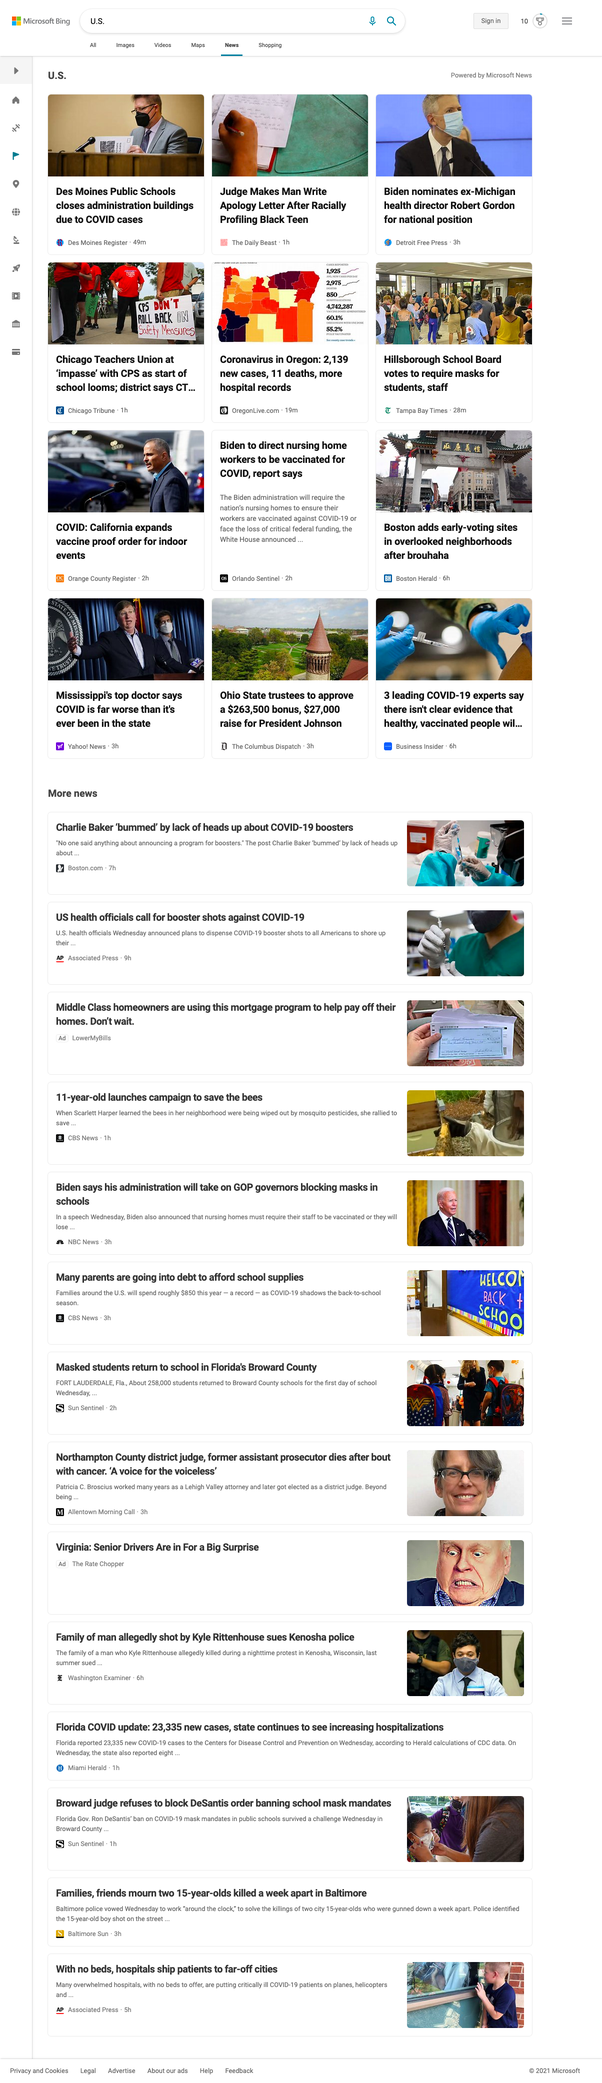 Microsoft Bing
U.S.
Sign in
10
All
Images
Videos
Maps
News
Shopping
U.S.
Powered by Microsoft News
Des Moines Public Schools
closes administration buildings
due to COVID cases
Des Moines Register · 49m
Judge Makes Man Write
Apology Letter After Racially
Profiling Black Teen
The Daily Beast · 1h
Biden nominates ex-Michigan
health director Robert Gordon
for national position
Detroit Free Press · 3h
CPS DON'T
ROLL BACK
Safety Measures
Chicago Teachers Union at
‘impasse’ with CPS as start of
school looms; district says CT...
Chicago Tribune · 1h
1,925
2,975
850
4,742,287
60.1%
55.2%
Coronavirus in Oregon: 2,139
new cases, 11 deaths, more
hospital records
OregonLive.com · 19m
Hillsborough School Board
votes to require masks for
students, staff
Tampa Bay Times · 28m
COVID: California expands
vaccine proof order for indoor
events
Orange County Register · 2h
Biden to direct nursing home
workers to be vaccinated for
COVID, report says
The Biden administration will require the
nation's nursing homes to ensure their
workers are vaccinated against COVID-19 or
face the loss of critical federal funding, the
White House announced ...
Orlando Sentinel · 2h
Boston adds early-voting sites
in overlooked neighborhoods
after brouhaha
Boston Herald · 6h
Mississippi's top doctor says
COVID is far worse than it's
ever been in the state
Yahoo! News · 3h
Ohio State trustees to approve
a $263,500 bonus, $27,000
raise for President Johnson
The Columbus Dispatch · 3h
3 leading COVID-19 experts say
there isn't clear evidence that
healthy, vaccinated people wil...
Business Insider · 6h
More news
Charlie Baker ‘bummed’ by lack of heads up about COVID-19 boosters
"No one said anything about announcing a program for boosters." The post Charlie Baker ‘bummed’ by lack of heads up
about ...
Boston.com · 7h
US health officials call for booster shots against COVID-19
U.S. health officials Wednesday announced plans to dispense COVID-19 booster shots to all Americans to shore up
their ...
AP Associated Press · 9h
Middle Class homeowners are using this mortgage program to help pay off their
homes. Don't wait.
Ad LowerMyBills
11-year-old launches campaign to save the bees
When Scarlett Harper learned the bees in her neighborhood were being wiped out by mosquito pesticides, she rallied to
save ...
CBS News · 1h
Biden says his administration will take on GOP governors blocking masks in
schools
In a speech Wednesday, Biden also announced that nursing homes must require their staff to be vaccinated or they will
lose ...
NBC News · 3h
Many parents are going into debt to afford school supplies
Families around the U.S. will spend roughly $850 this year — a record — as COVID-19 shadows the back-to-school
season.
CBS News · 3h
WELCOM
BACK
SCHOO
Masked students return to school in Florida's Broward County
FORT LAUDERDALE, Fla., About 258,000 students returned to Broward County schools for the first day of school
Wednesday, ...
Sun Sentinel · 2h
Northampton County district judge, former assistant prosecutor dies after bout
with cancer. ‘A voice for the voiceless’
Patricia C. Broscius worked many years as a Lehigh Valley attorney and later got elected as a district judge. Beyond
being ...
Allentown Morning Call · 3h
Virginia: Senior Drivers Are in For a Big Surprise
Ad The Rate Chopper
Family of man allegedly shot by Kyle Rittenhouse sues Kenosha police
The family of a man who Kyle Rittenhouse allegedly killed during a nighttime protest in Kenosha, Wisconsin, last
summer sued ...
Washington Examiner · 6h
Florida COVID update: 23,335 new cases, state continues to see increasing hospitalizations
Florida reported 23,335 new COVID-19 cases to the Centers for Disease Control and Prevention on Wednesday, according to Herald calculations of CDC data. On
Wednesday, the state also reported eight ...
Miami Herald · 1h
Broward judge refuses to block DeSantis order banning school mask mandates
Florida Gov. Ron DeSantis' ban on COVID-19 mask mandates in public schools survived a challenge Wednesday in
Broward County ...
Sun Sentinel · 1h
Families, friends mourn two 15-year-olds killed a week apart in Baltimore
Baltimore police vowed Wednesday to work "around the clock," to solve the killings of two city 15-year-olds who were gunned down a week apart. Police identified
the 15-year-old boy shot on the street ...
Baltimore Sun · 3h
With no beds, hospitals ship patients to far-off cities
Many overwhelmed hospitals, with no beds to offer, are putting critically ill COVID-19 patients on planes, helicopters
and ...
AP Associated Press · 5h
Privacy and Cookies
Legal
Advertise
About our ads
Help
Feedback
© 2021 Microsoft